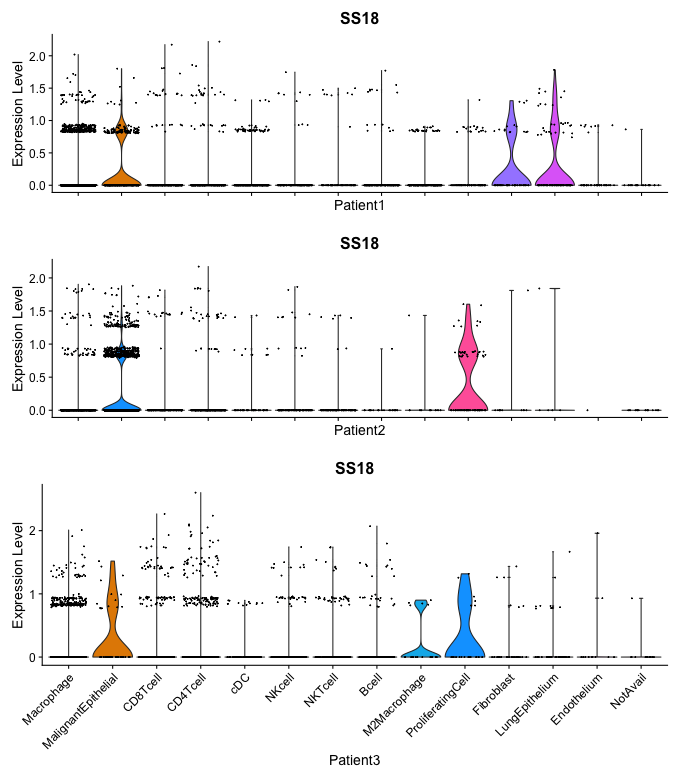 SS18
Expression Level
2.0
1.5
1.0
0.5
0.0
Patient1
SS18
Expression Level
2.0
1.5
1.0
0.5
0.0
Patient2
SS18
Expression Level
2
1
0
Macrophage
MalignantEpithelial
CD8Tcell
CD4Tcell
cDC
NKcell
NKTcell
Bcell
M2Macrophage
ProliferatingCell
Fibroblast
LungEpithelium
Endothelium
NotAvail
Patient3